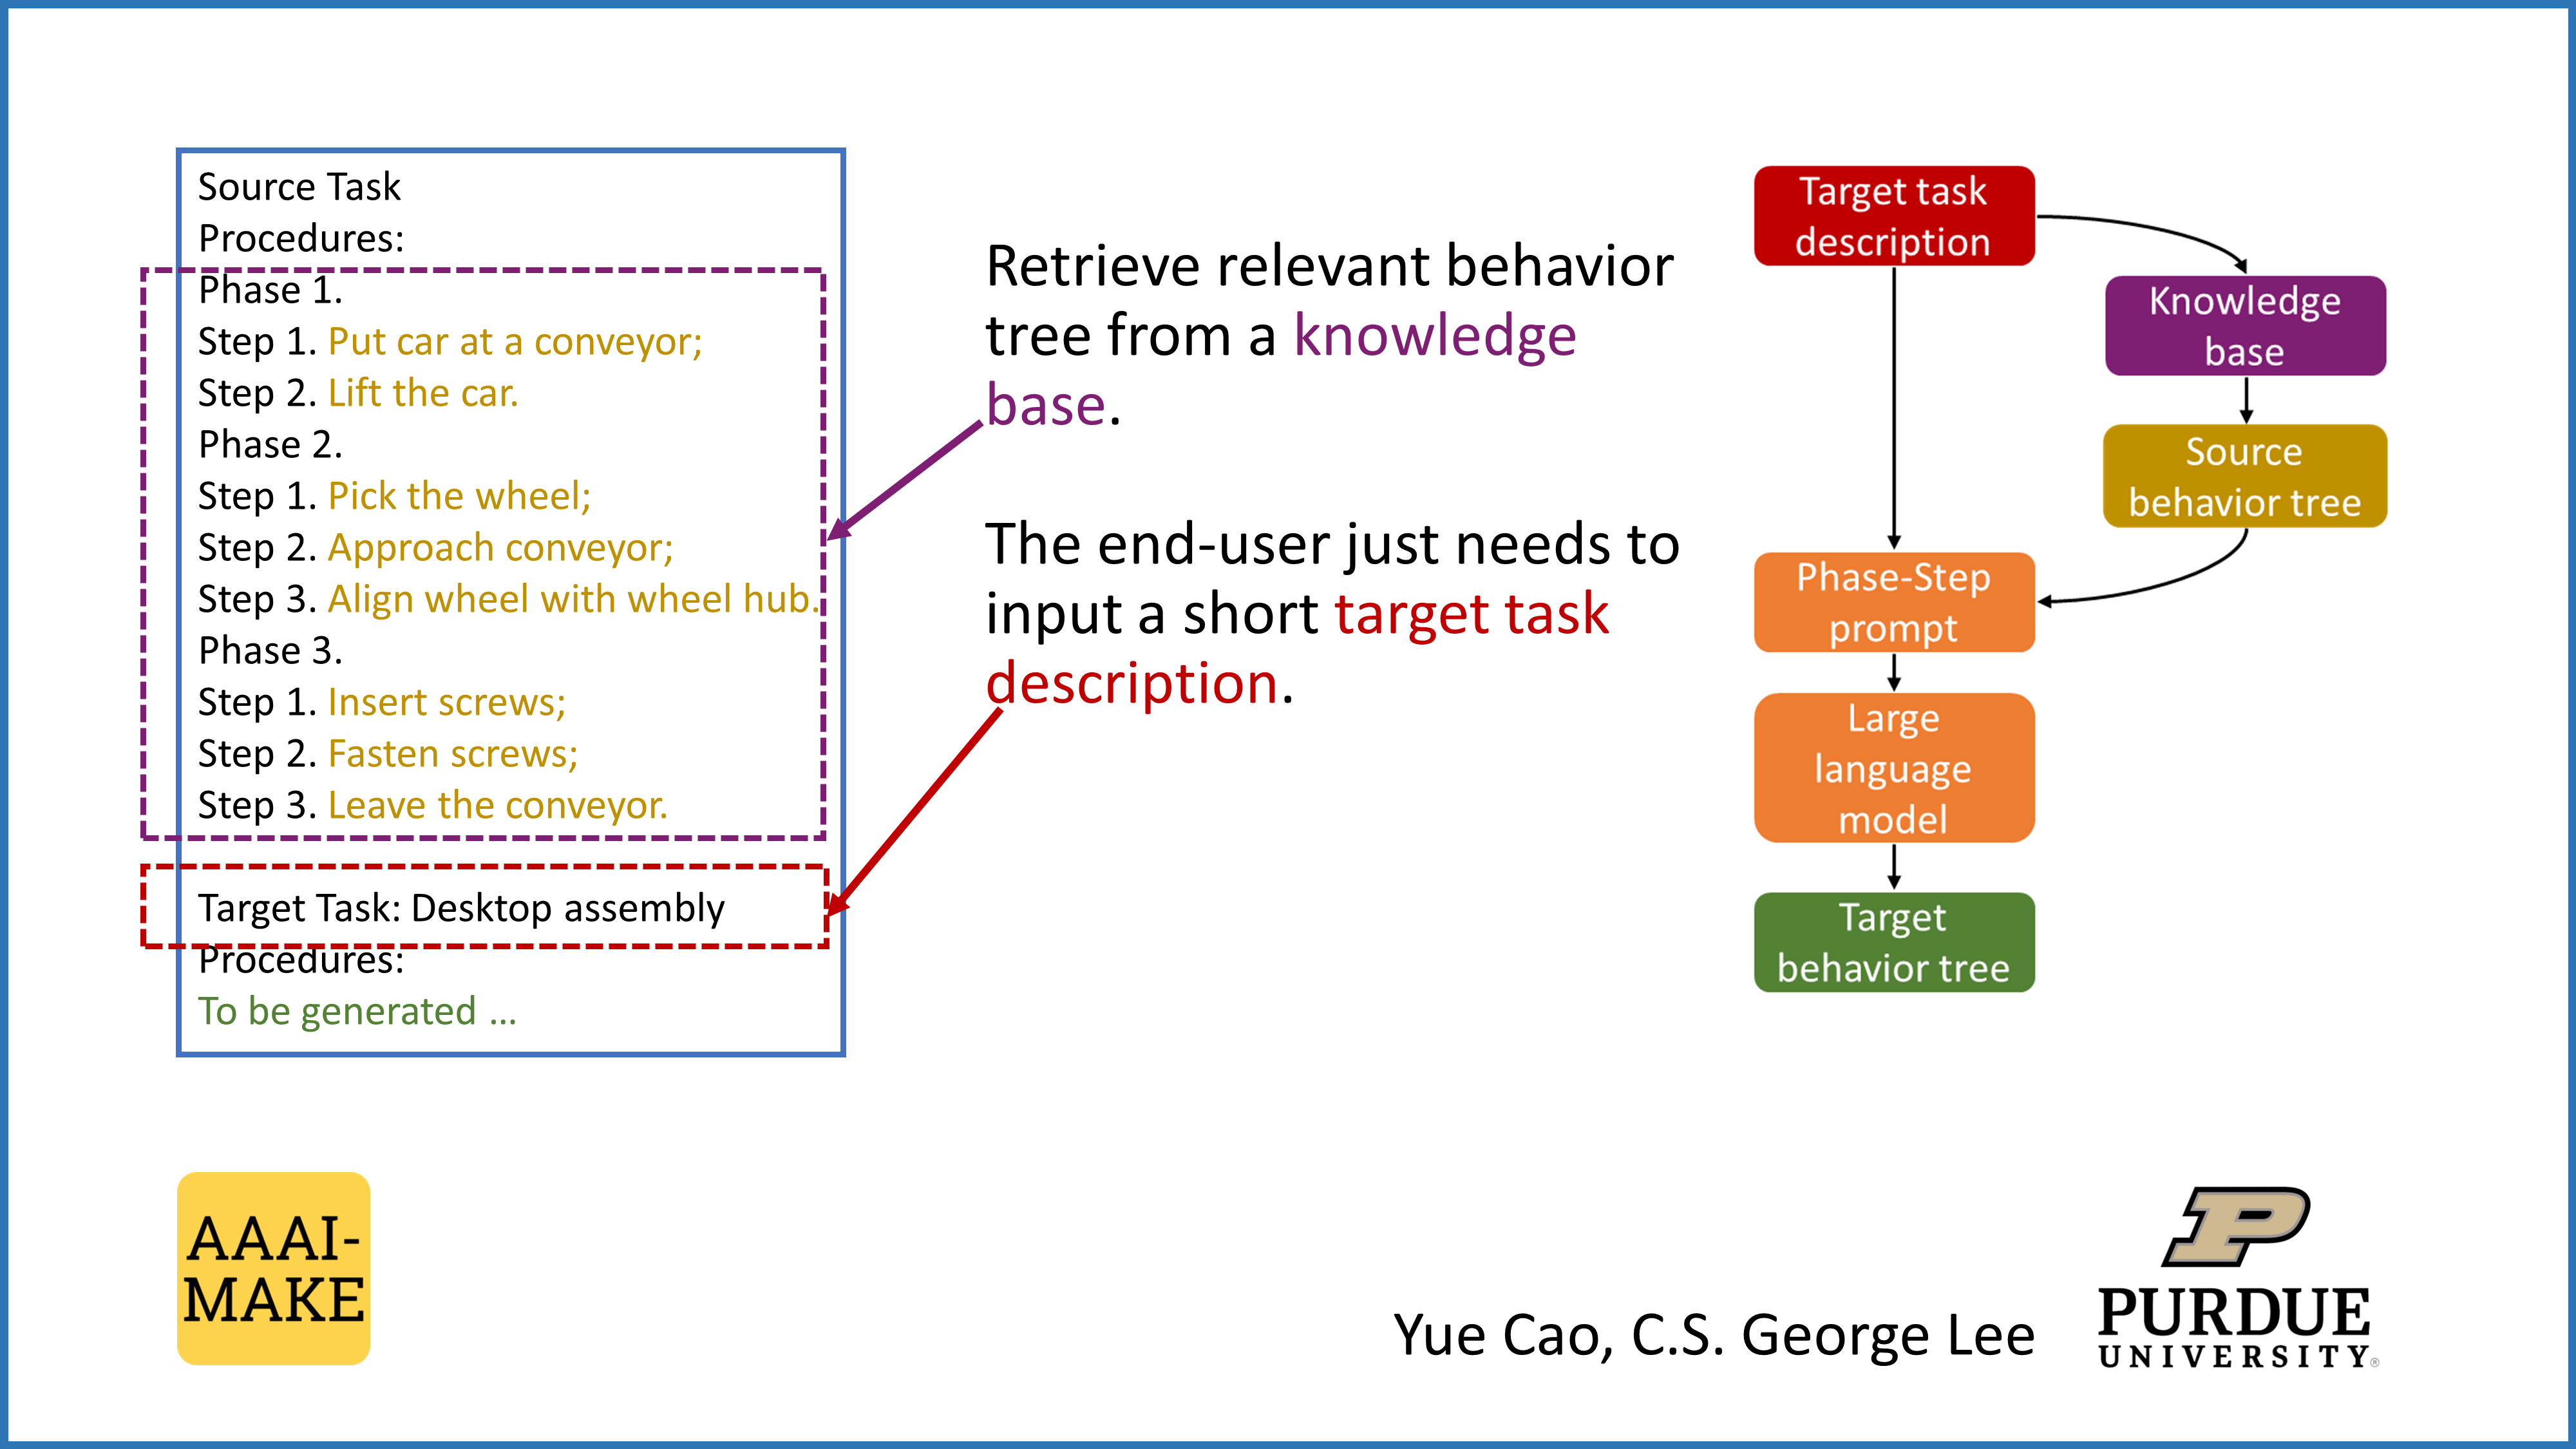 Source Task
Procedures:
Phase 1.
Step 1. Put car at a conveyor;
Step 2. Lift the car.
Phase 2.
Step 1. Pick the wheel;
Step 2. Approach conveyor;
Step 3. Align wheel with wheel hub.
Phase 3.
Step 1. Insert screws;
Step 2. Fasten screws;
Step 3. Leave the conveyor.
Target Task: Desktop assembly
Procedures:
To be generated ...
Retrieve relevant behavior
tree from a knowledge
base.
The end-user just needs to
input a short target task
description.
Target task
description
Knowledge
base
Source
behavior tree
Phase-Step
prompt
Large
language
model
Target
behavior tree
AAAI-
MAKE
Yue Cao, C.S. George Lee
P
PURDUE
UNIVERSITY®